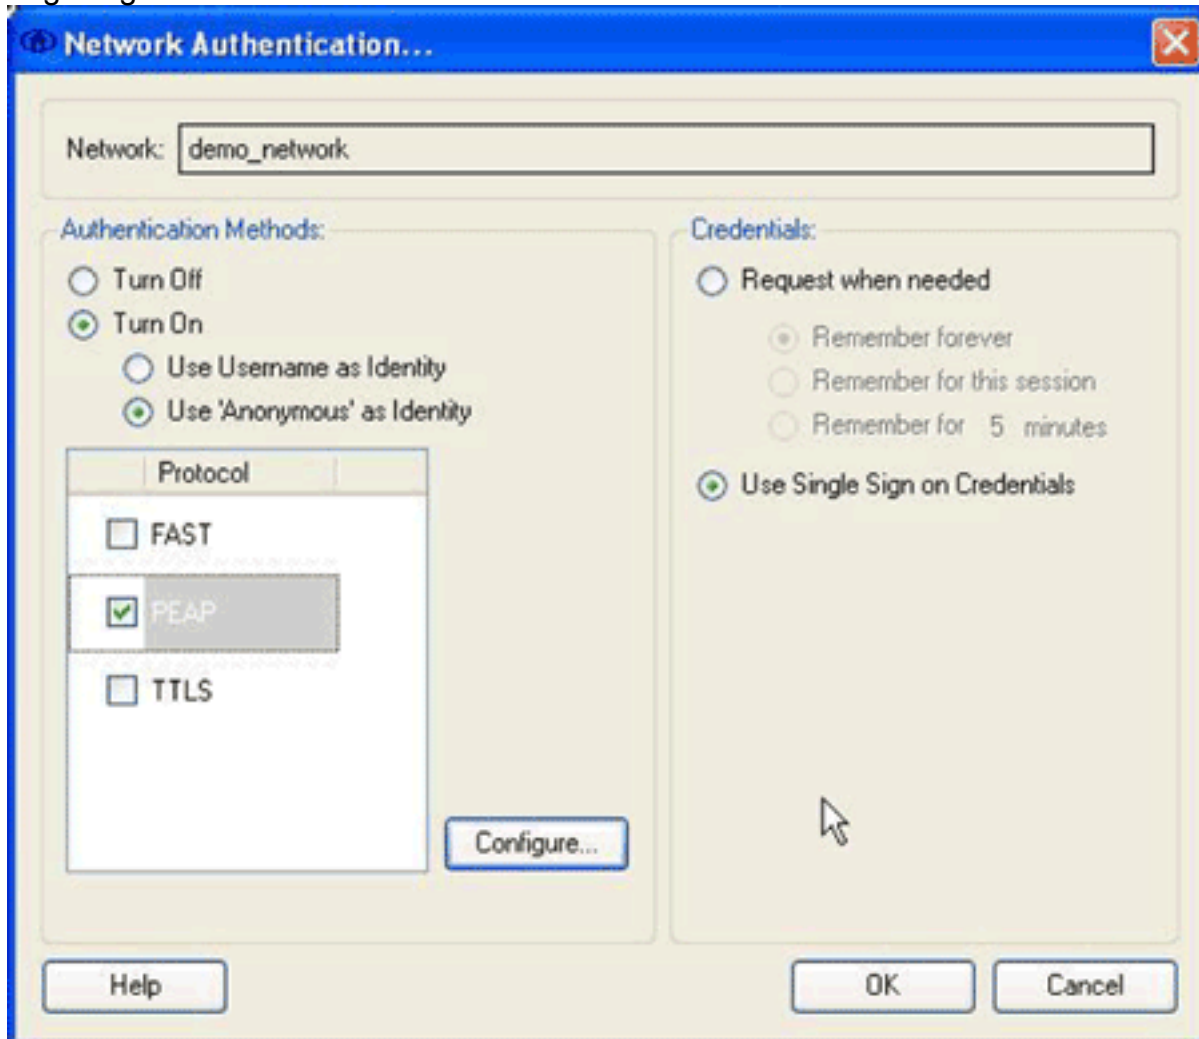 Network Authentication...
Network: demo_network
Authentication Methods:
Turn Off
Turn On
Use Username as Identity
Use 'Anonymous' as Identity
Protocol
FAST
PEAP
TTLS
Configure...
Credentials:
Request when needed
Remember forever
Remember for this session
Remember for 5 minutes
Use Single Sign on Credentials
Help
OK
Cancel